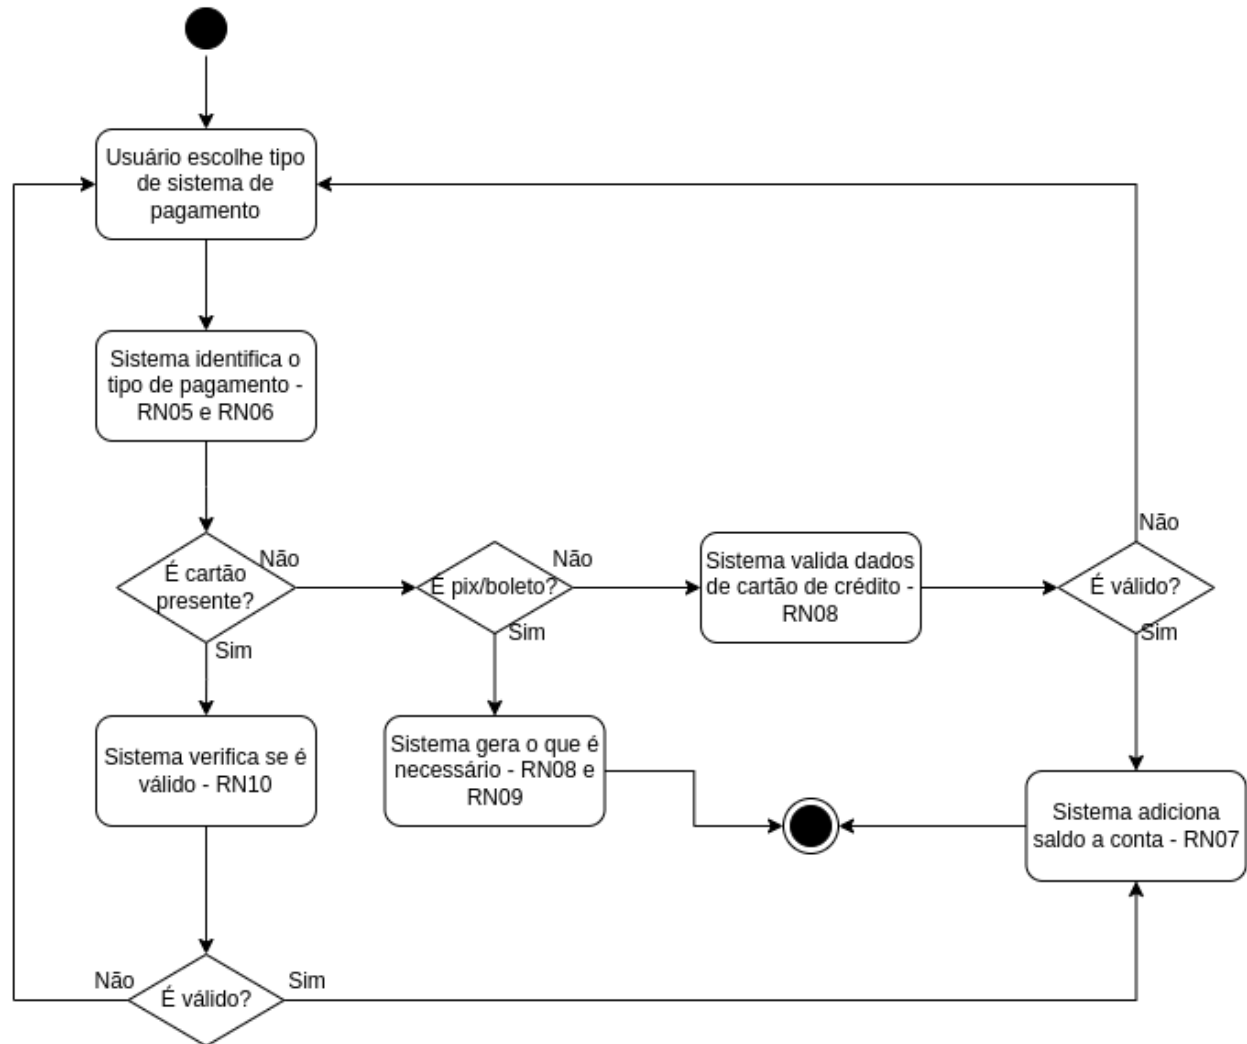 Usuário escolhe tipo
de sistema de
pagamento
Sistema identifica o
tipo de pagamento -
RN05 e RN06
É cartão
presente?
Não
Sim
É pix/boleto?
Não
Sim
Sistema valida dados
de cartão de crédito -
RN08
É válido?
Não
Sim
Sistema verifica se é
válido - RN10
Sistema gera o que é
necessário - RN08 e
RN09
Sistema adiciona
saldo a conta - RN07
Não
É válido?
Sim